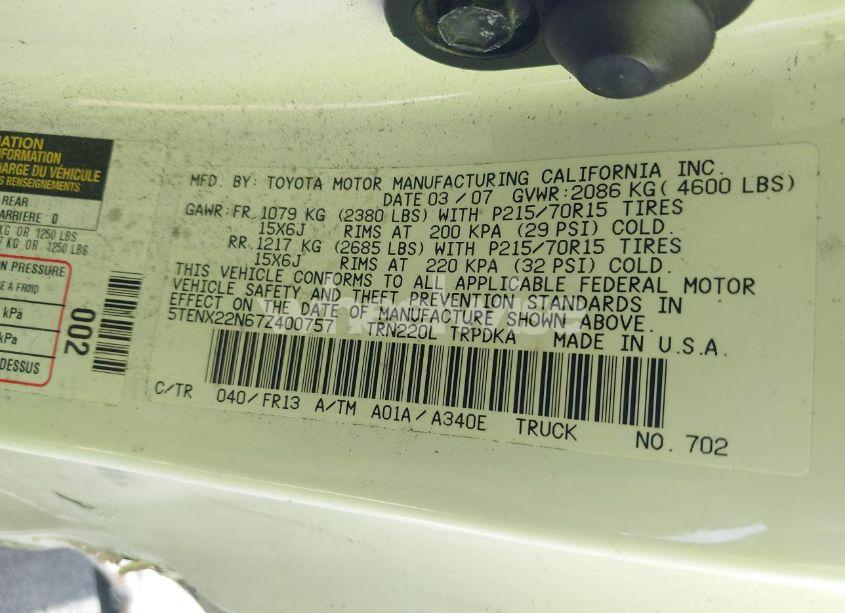 MATION
NFORMATION
CHARGE DU VÉHICULE
S RENSEIGNEMENTS
REAR
ARRIERE 0
KG OR 1250 LBS
7 KG OR 1250 LBS
ON PRESSURE
E A FROID
kPa
kPa
DESSUS
002
MFD. BY: TOYOTA MOTOR MANUFACTURING CALIFORNIA INC.
DATE 03 / 07 GVWR: 2086 KG( 4600 LBS)
GAWR: FR. 1079 KG (2380 LBS) WITH P215/70R15 TIRES
15X6J RIMS AT 200 KPA (29 PSI) COLD.
RR. 1217 KG (2685 LBS) WITH P215/70R15 TIRES
15X6J RIMS AT 220 KPA (32 PSI) COLD.
THIS VEHICLE CONFORMS TO ALL APPLICABLE FEDERAL MOTOR
VEHICLE SAFETY AND THEFT PREVENTION STANDARDS IN
EFFECT ON THE DATE OF MANUFACTURE SHOWN ABOVE.
5TENX22N67Z400757 TRN220L TRPDKA MADE IN U.S.A.
C/TR 040/FR13 A/TM A01A/A340E TRUCK NO. 702